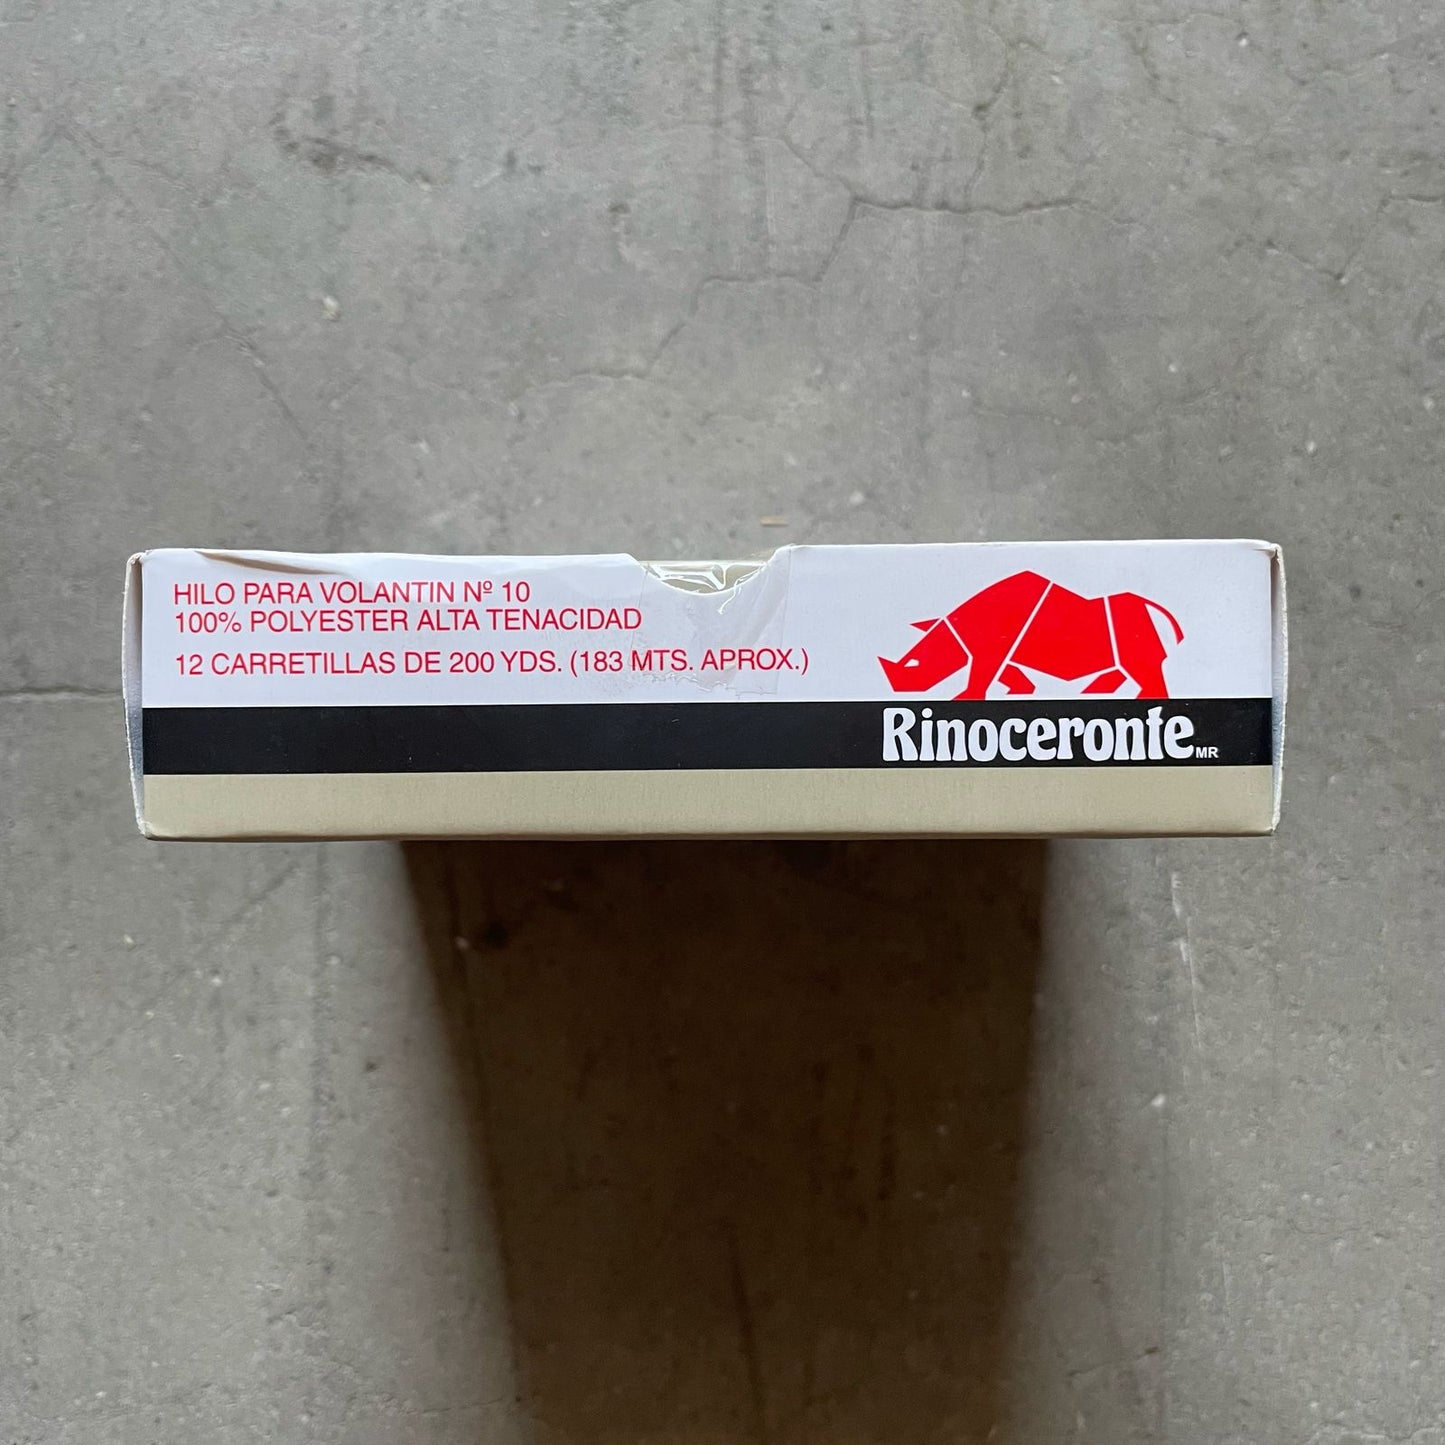 HILO PARA VOLANTIN Nº 10
100% POLYESTER ALTA TENACIDAD
12 CARRETILLAS DE 200 YDS. (183 MTS. APROX.)
Rinoceronte MR